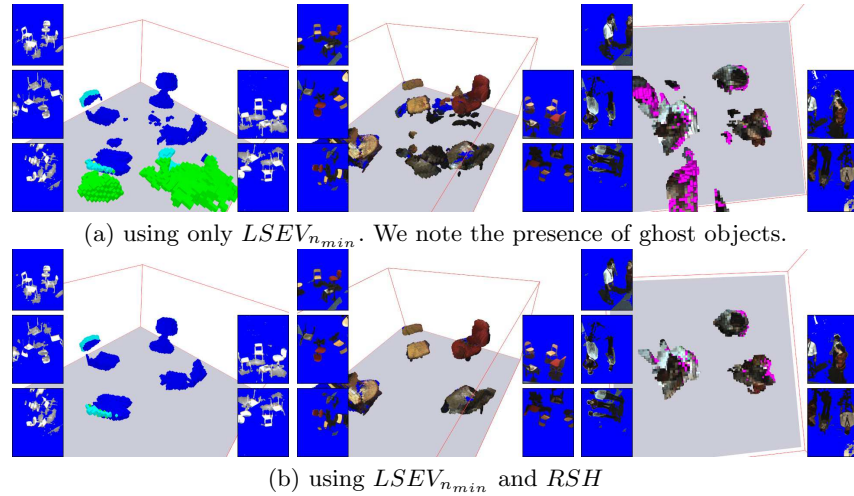 (a) using only $LSEV_{n_{min}}$. We note the presence of ghost objects.
(b) using $LSEV_{n_{min}}$ and $RSH$